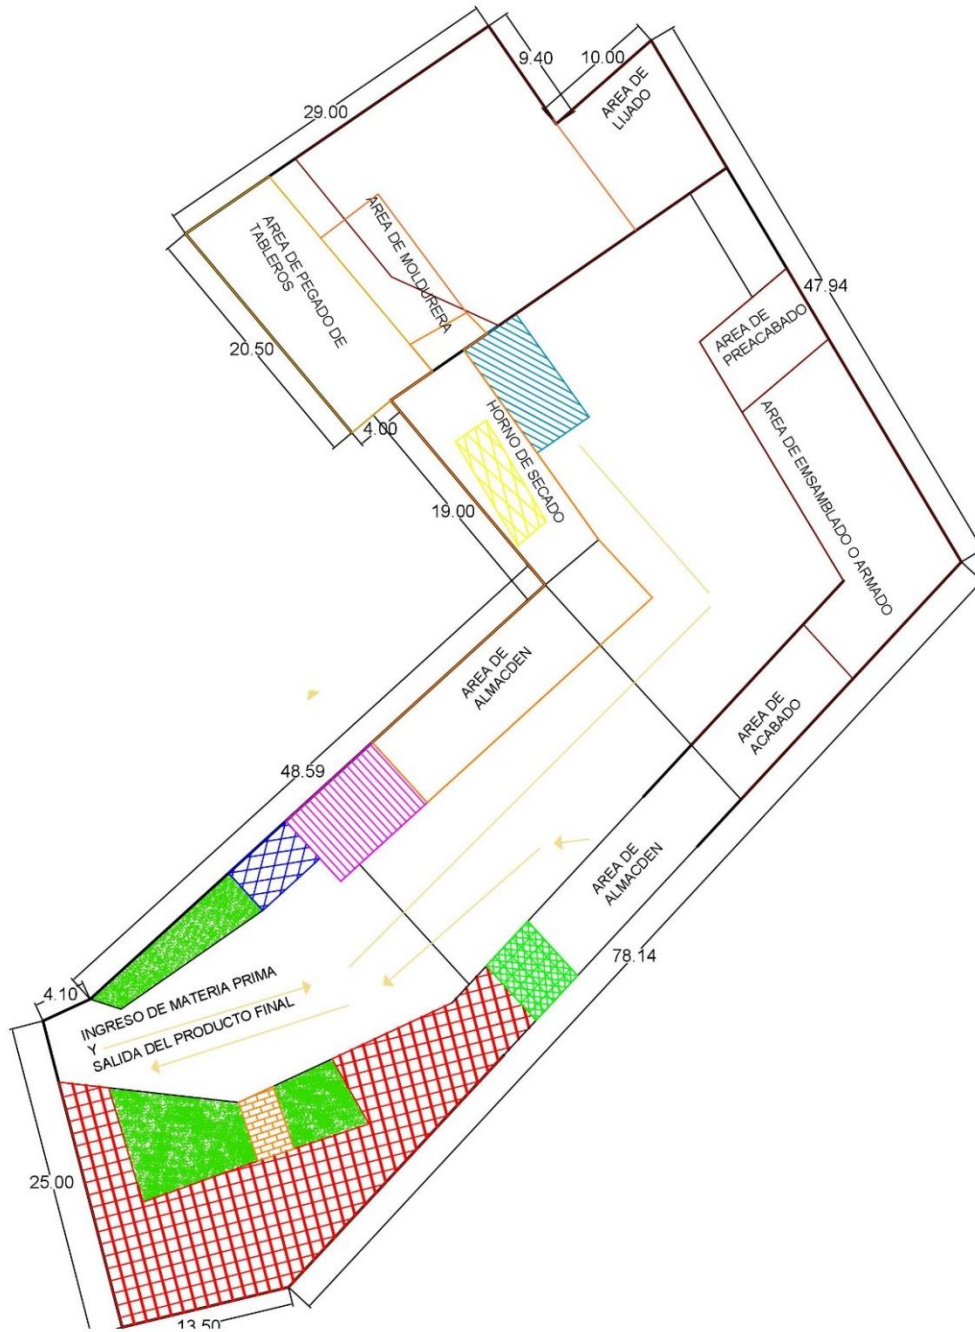 29.00
9.40
10.00
AREA DE
LIJADO
AREA DE PEGADO DE
TABLEROS
AREA DE MOLDURERA
47.94
20.50
4.00
AREA DE
PREACABADO
HORNO DE SECADO
AREA DE EMSAMBLADO O ARMADO
19.00
AREA DE
ALMACDEN
AREA DE
ACABADO
48.59
AREA DE
ALMACDEN
78.14
4.10
INGRESO DE MATERIA PRIMA
Y
SALIDA DEL PRODUCTO FINAL
25.00
13.50